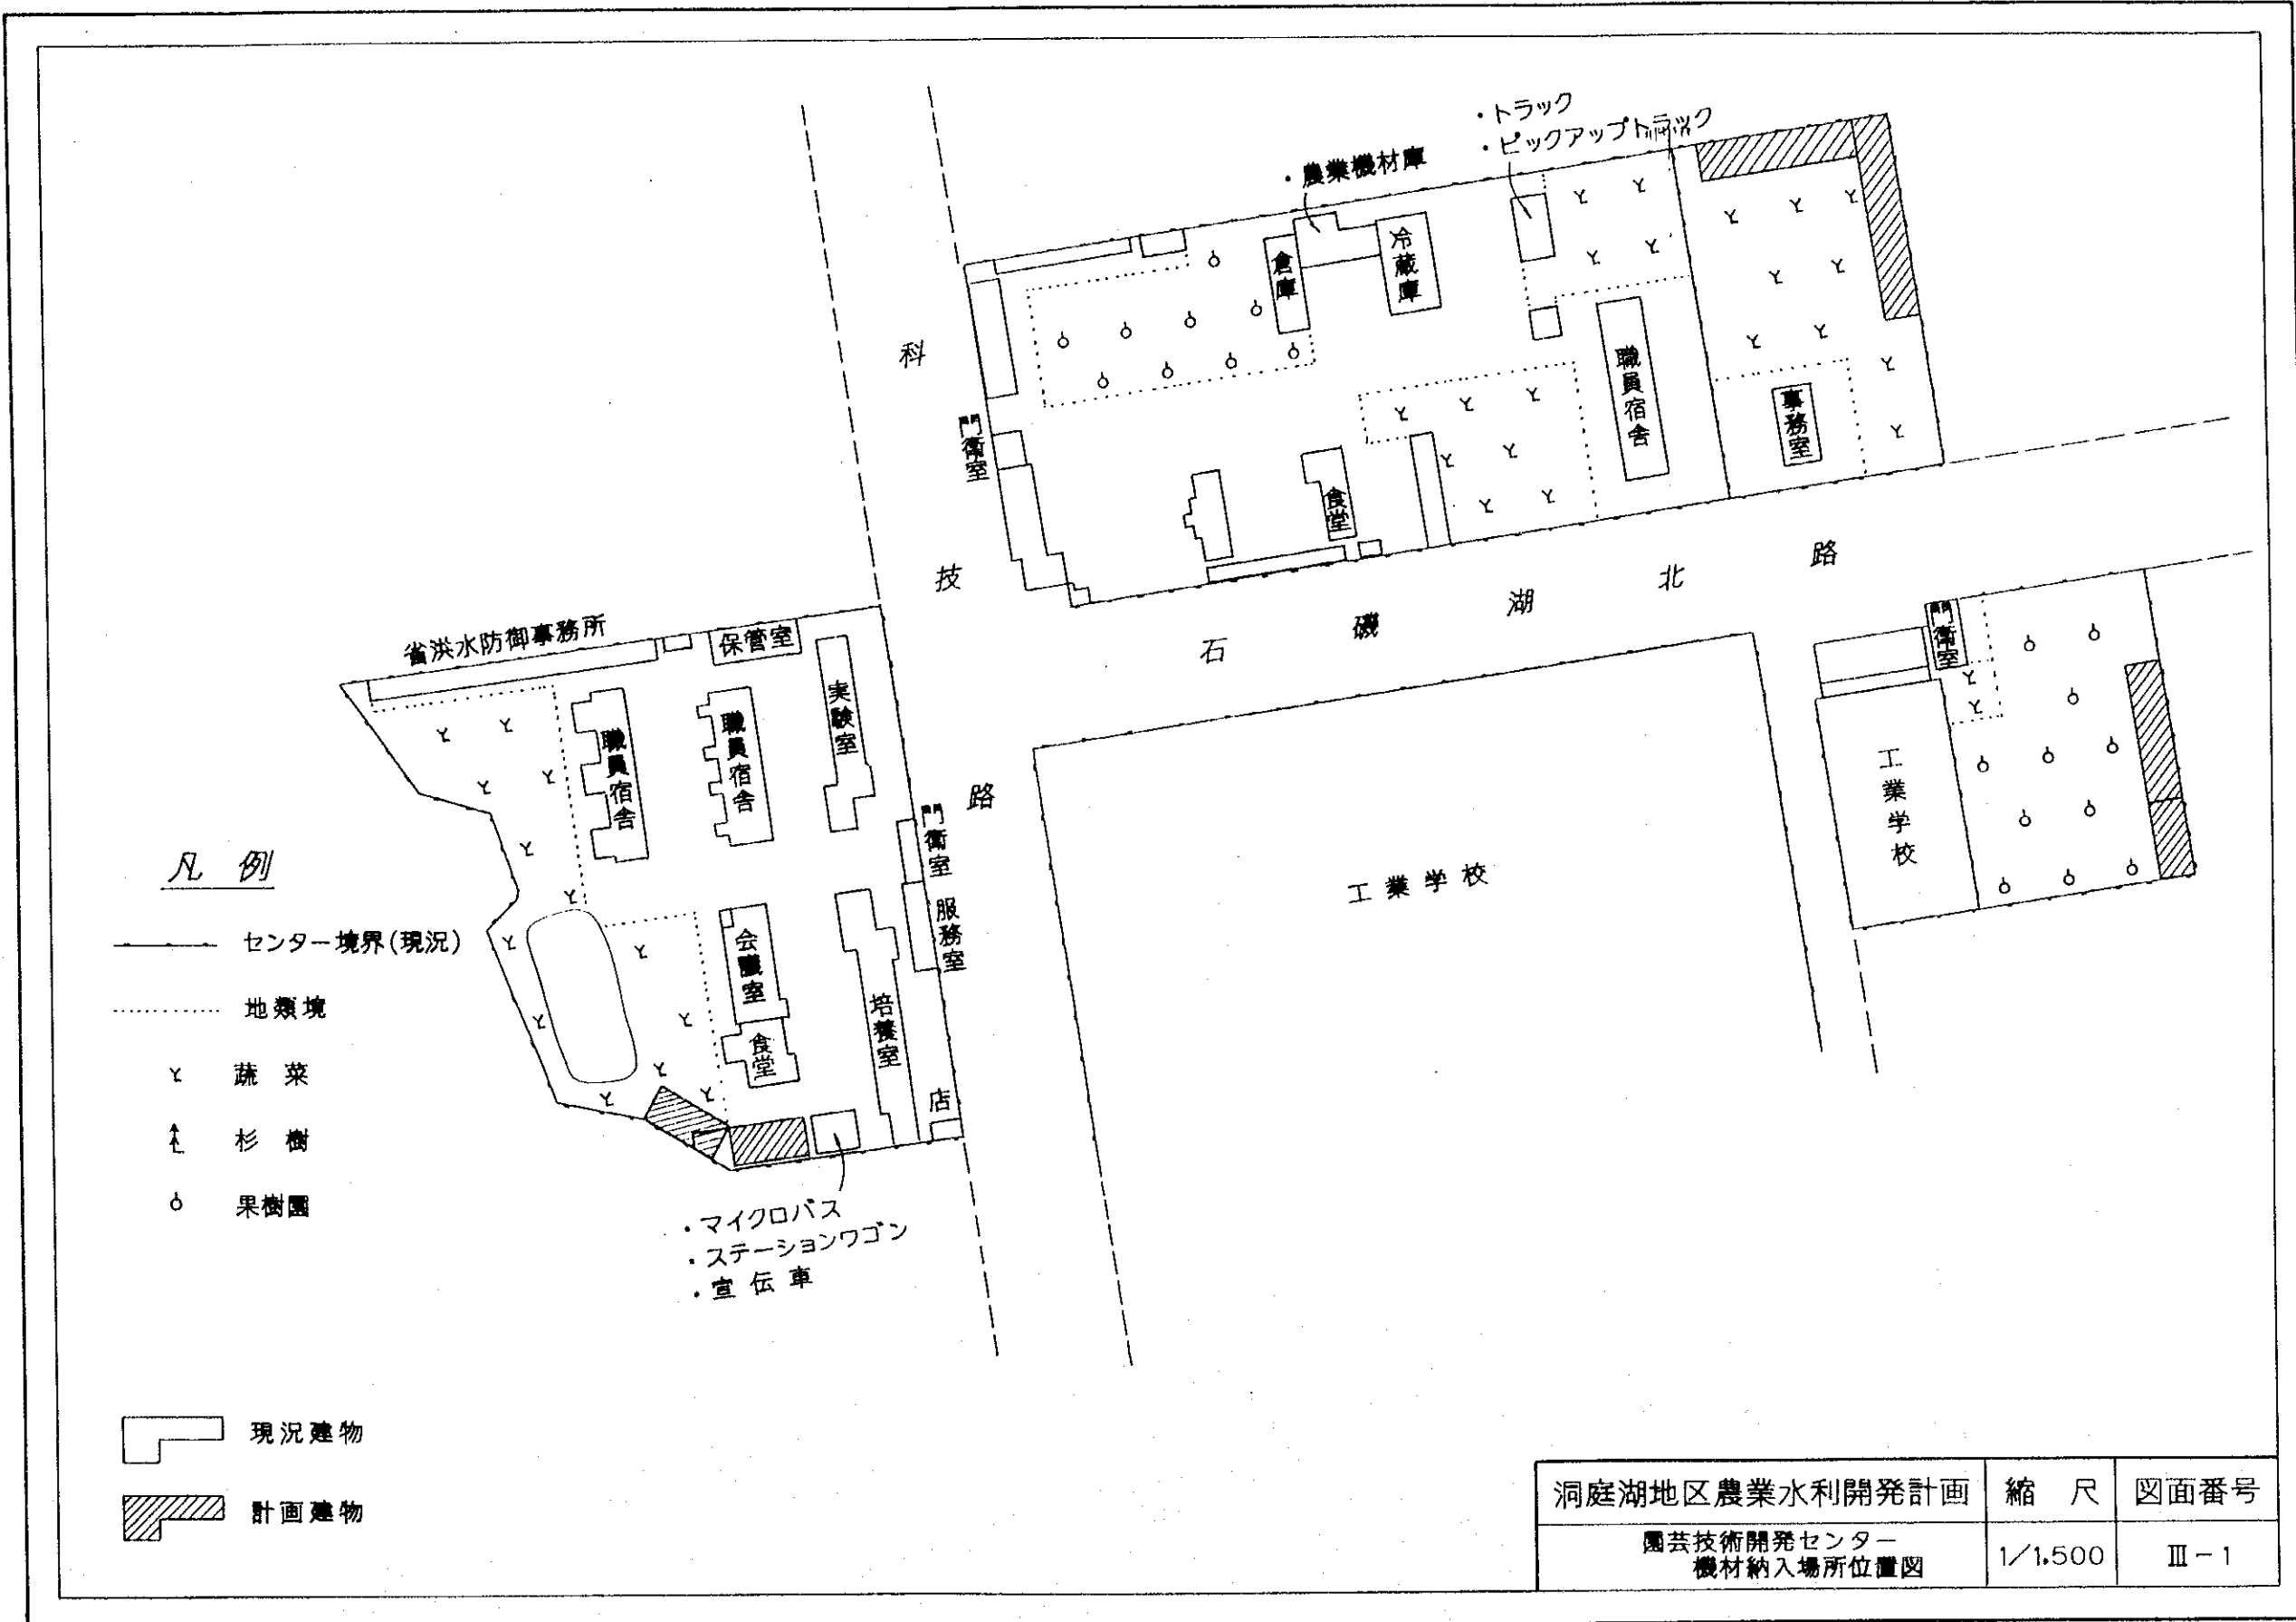 ・トラック
・ピックアップトラック
・農業機材庫
倉庫
冷蔵庫
職員宿舎
事務室
科技路
門衛室
食堂
石磯湖北路
門衛室
工業学校
工業学校
省洪水防御事務所
保管室
実験室
職員宿舎
職員宿舎
門衛室
服務室
会議室
食堂
培養室
店
・マイクロバス
・ステーションワゴン
・宣伝車
凡例
センター境界(現況)
地類境
蔬菜
杉樹
果樹園
現況建物
計画建物
洞庭湖地区農業水利開発計画
縮尺
図面番号
園芸技術開発センター
機材納入場所位置図
1/1,500
Ⅲ-1